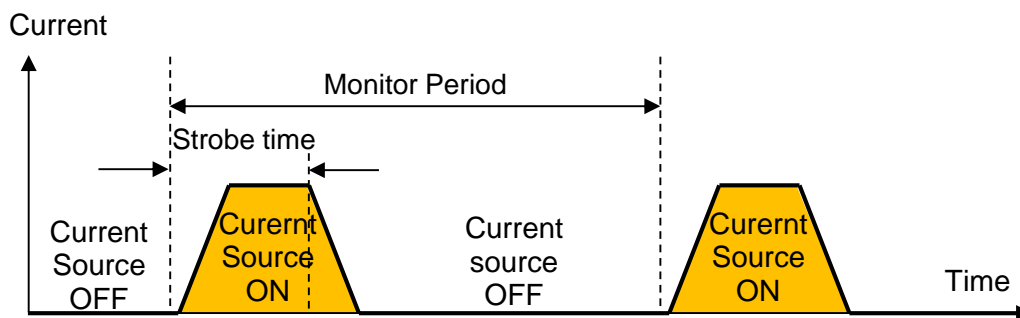 Current
Monitor Period
Strobe time
Current
Source
OFF
Curernt
Source
ON
Current
source
OFF
Curernt
Source
ON
Time